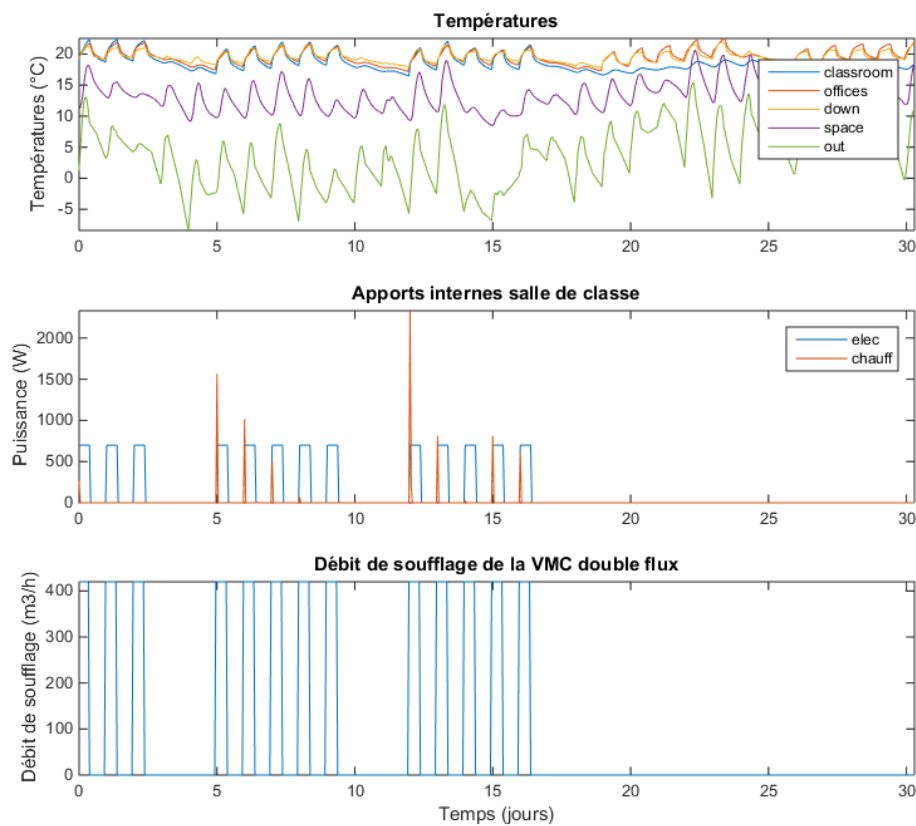 Températures
Températures (°C)
20
15
10
5
0
-5
classroom
offices
down
space
out
0 5 10 15 20 25 30
Apports internes salle de classe
Puissance (W)
2000
1500
1000
500
0
elec
chauff
0 5 10 15 20 25 30
Débit de soufflage de la VMC double flux
Débit de soufflage (m3/h)
400
300
200
100
0
0 5 10 15 20 25 30
Temps (jours)